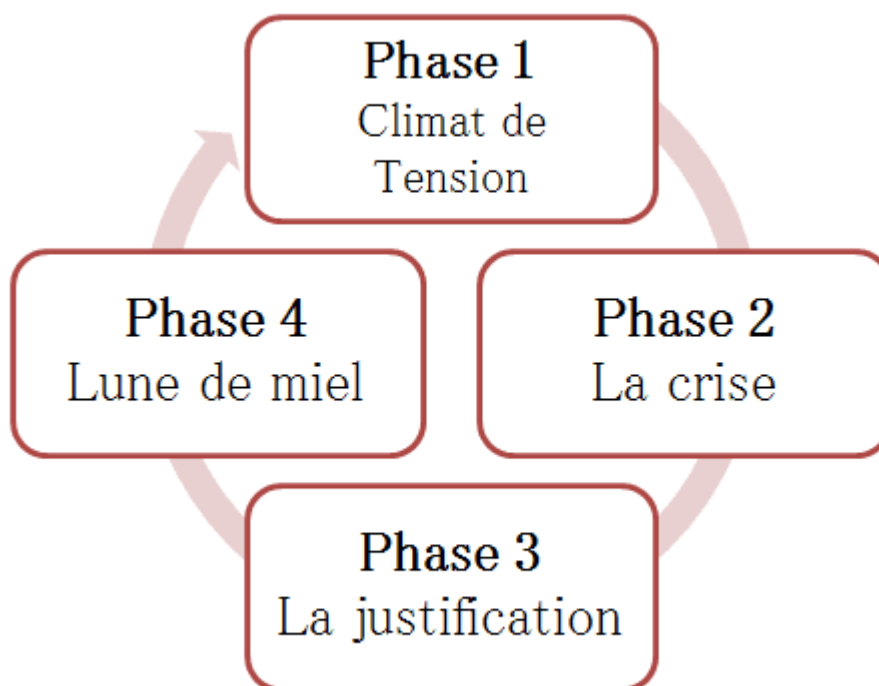 Phase 1
Climat de
Tension
Phase 2
La crise
Phase 3
La justification
Phase 4
Lune de miel